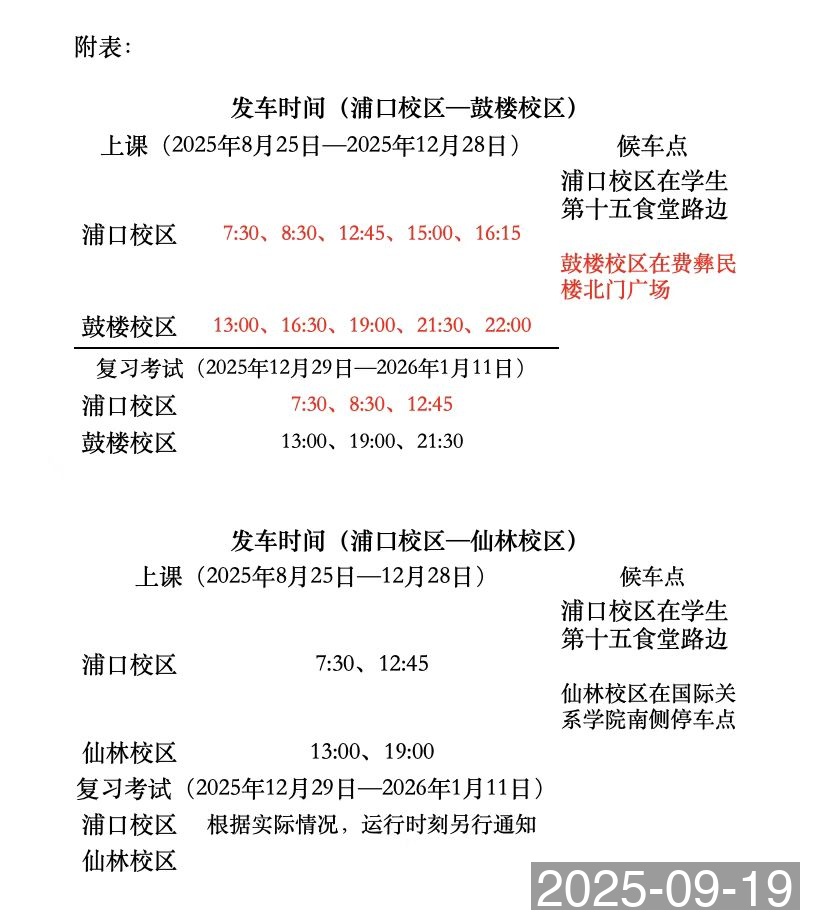 附表：
发车时间（浦口校区—鼓楼校区）
上课（2025年8月25日—2025年12月28日） 候车点
浦口校区在学生
第十五食堂路边
浦口校区 7:30、8:30、12:45、15:00、16:15
鼓楼校区在费彝民
楼北门广场
鼓楼校区 13:00、16:30、19:00、21:30、22:00
复习考试（2025年12月29日—2026年1月11日）
浦口校区 7:30、8:30、12:45
鼓楼校区 13:00、19:00、21:30
发车时间（浦口校区—仙林校区）
上课（2025年8月25日—12月28日） 候车点
浦口校区在学生
第十五食堂路边
浦口校区 7:30、12:45
仙林校区在国际关
系学院南侧停车点
仙林校区 13:00、19:00
复习考试（2025年12月29日—2026年1月11日）
浦口校区 根据实际情况，运行时刻另行通知
仙林校区
2025-09-19